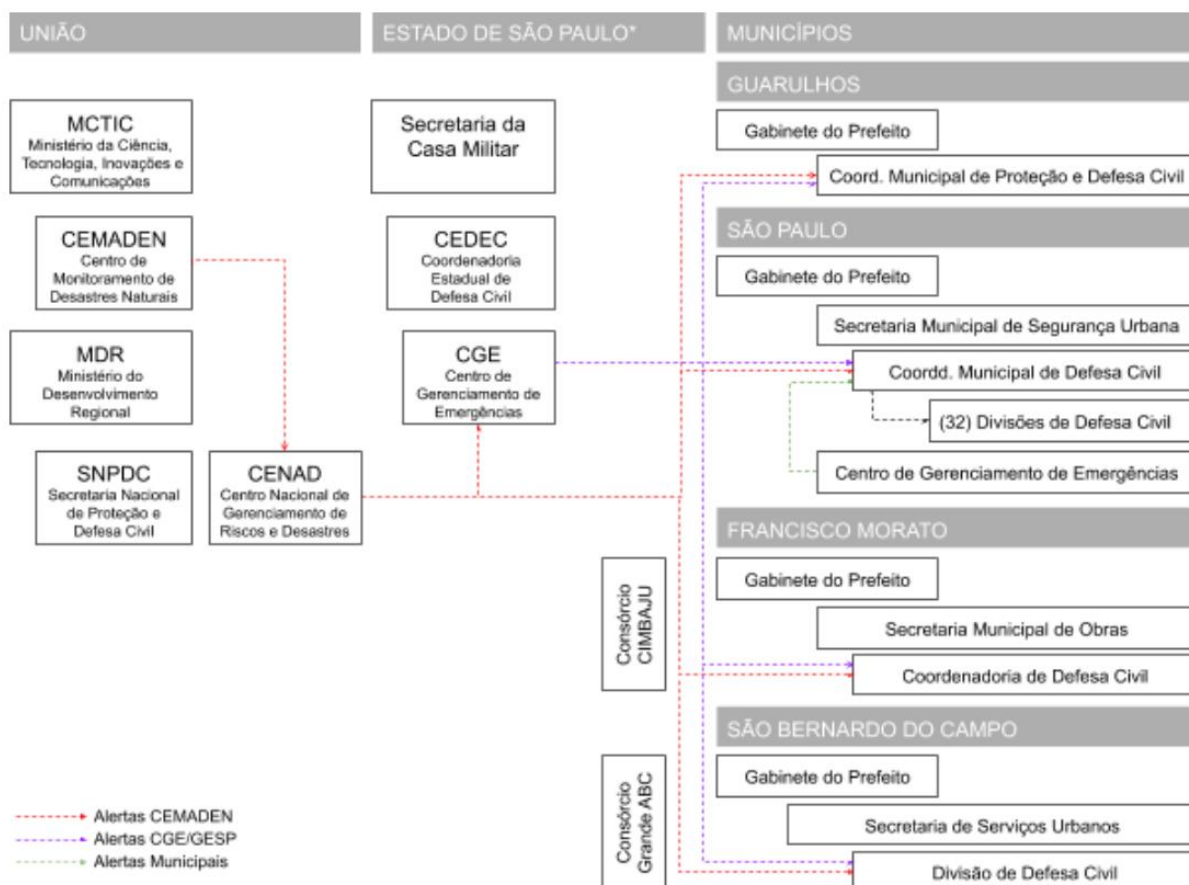 UNIÃO
MCTIC
Ministério da Ciência,
Tecnologia, Inovações e
Comunicações
CEMADEN
Centro de
Monitoramento de
Desastres Naturais
MDR
Ministério do
Desenvolvimento
Regional
SNPDC
Secretaria Nacional
de Proteção e
Defesa Civil
CENAD
Centro Nacional de
Gerenciamento de
Riscos e Desastres
ESTADO DE SÃO PAULO*
Secretaria da
Casa Militar
CEDEC
Coordenadoria
Estadual de
Defesa Civil
CGE
Centro de
Gerenciamento de
Emergências
Consórcio
CIMBAJU
Consórcio
Grande ABC
MUNICÍPIOS
GUARULHOS
Gabinete do Prefeito
Coord. Municipal de Proteção e Defesa Civil
SÃO PAULO
Gabinete do Prefeito
Secretaria Municipal de Segurança Urbana
Coordd. Municipal de Defesa Civil
(32) Divisões de Defesa Civil
Centro de Gerenciamento de Emergências
FRANCISCO MORATO
Gabinete do Prefeito
Secretaria Municipal de Obras
Coordenadoria de Defesa Civil
SÃO BERNARDO DO CAMPO
Gabinete do Prefeito
Secretaria de Serviços Urbanos
Divisão de Defesa Civil
Alertas CEMADEN
Alertas CGE/GESP
Alertas Municipais